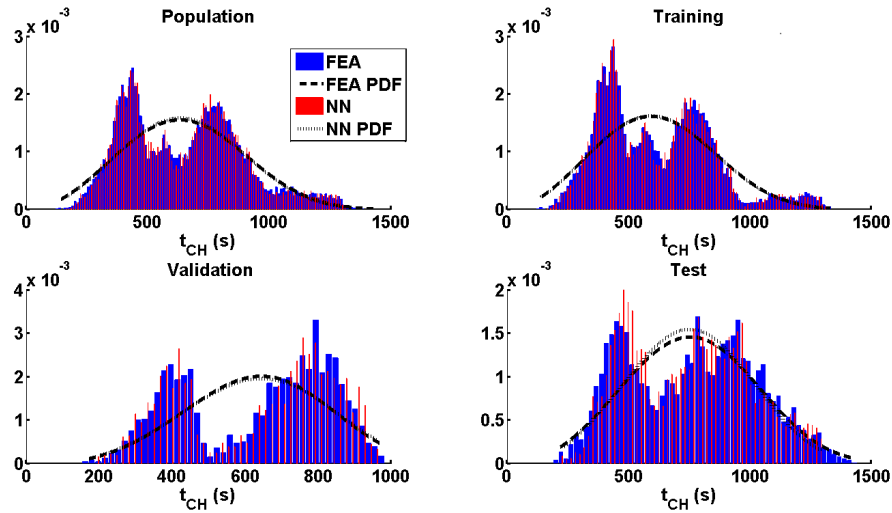 Population
x 10⁻³
3
2
1
0
0 500 1000 1500
t_CH (s)
FEA
FEA PDF
NN
NN PDF
Training
x 10⁻³
3
2
1
0
0 500 1000 1500
t_CH (s)
Validation
x 10⁻³
4
3
2
1
0
0 200 400 600 800 1000
t_CH (s)
Test
x 10⁻³
2
1.5
1
0.5
0
0 500 1000 1500
t_CH (s)